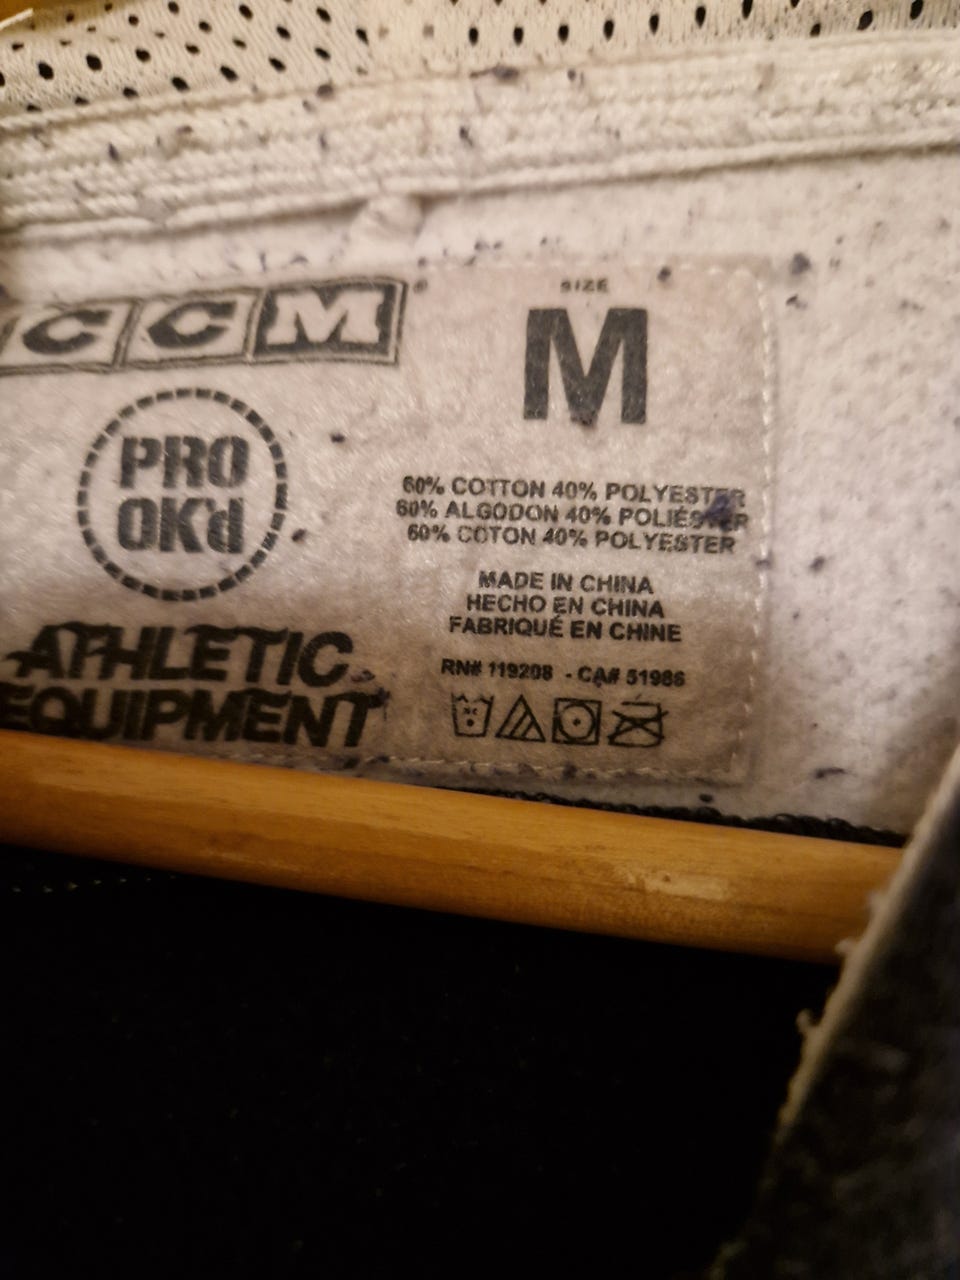 CCM
PRO
OK'd
ATHLETIC
EQUIPMENT
SIZE
M
60% COTTON 40% POLYESTER
60% ALGODON 40% POLIÉSTER
60% COTON 40% POLYESTER
MADE IN CHINA
HECHO EN CHINA
FABRIQUÉ EN CHINE
RN# 119208 - CA# 51986